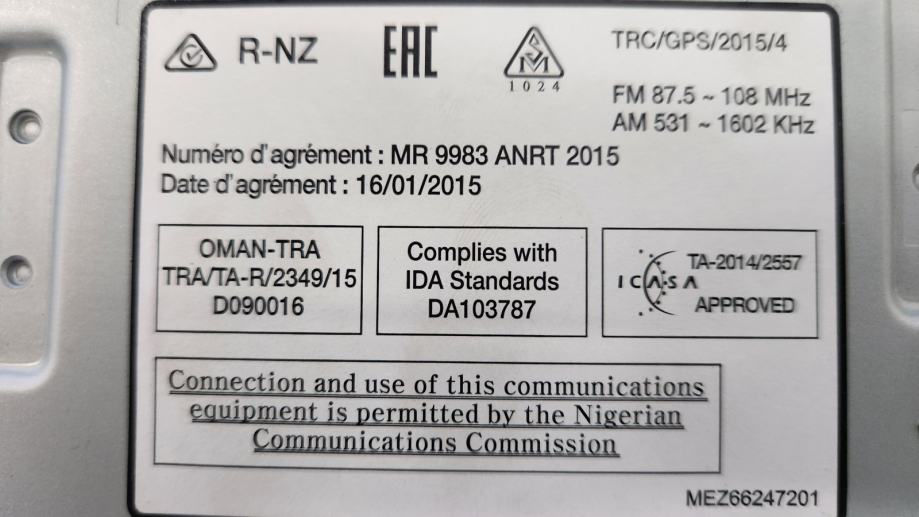 R-NZ
EAC
1024
TRC/GPS/2015/4
FM 87.5 ~ 108 MHz
AM 531 ~ 1602 KHz
Numéro d'agrément : MR 9983 ANRT 2015
Date d'agrément : 16/01/2015
OMAN-TRA
TRA/TA-R/2349/15
D090016
Complies with
IDA Standards
DA103787
ICASA
TA-2014/2557
APPROVED
Connection and use of this communications
equipment is permitted by the Nigerian
Communications Commission
MEZ66247201